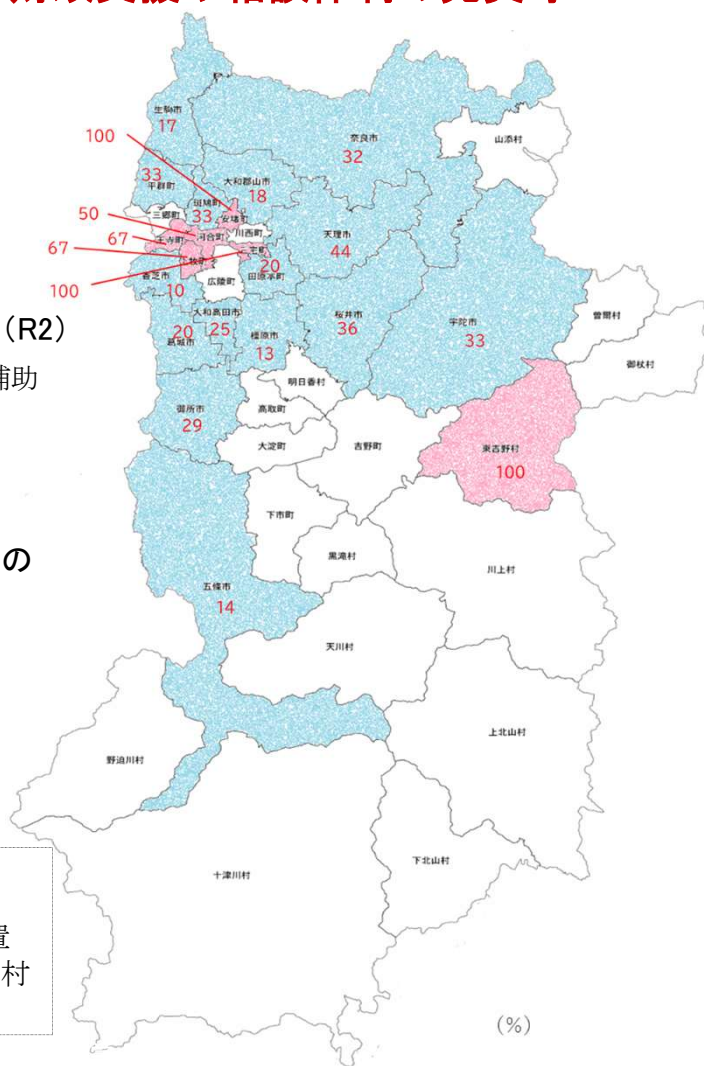 生駒市
17
100
奈良市
32
山添村
33
平群町
大和郡山市
18
斑鳩町
33
安堵町
50
三郷町
河合町
川西町
天理市
44
67
67
王寺町
三宅町
20
田原本町
100
香芝市
10
広陵町
大和高田市
25
20
葛城市
橿原市
13
桜井市
36
宇陀市
33
曽爾村
御杖村
（R2）
補助
明日香村
御所市
29
高取町
大淀町
吉野町
東吉野村
100
下市町
の
黒滝村
川上村
五條市
14
天川村
上北山村
野迫川村
下北山村
十津川村
村
(%)